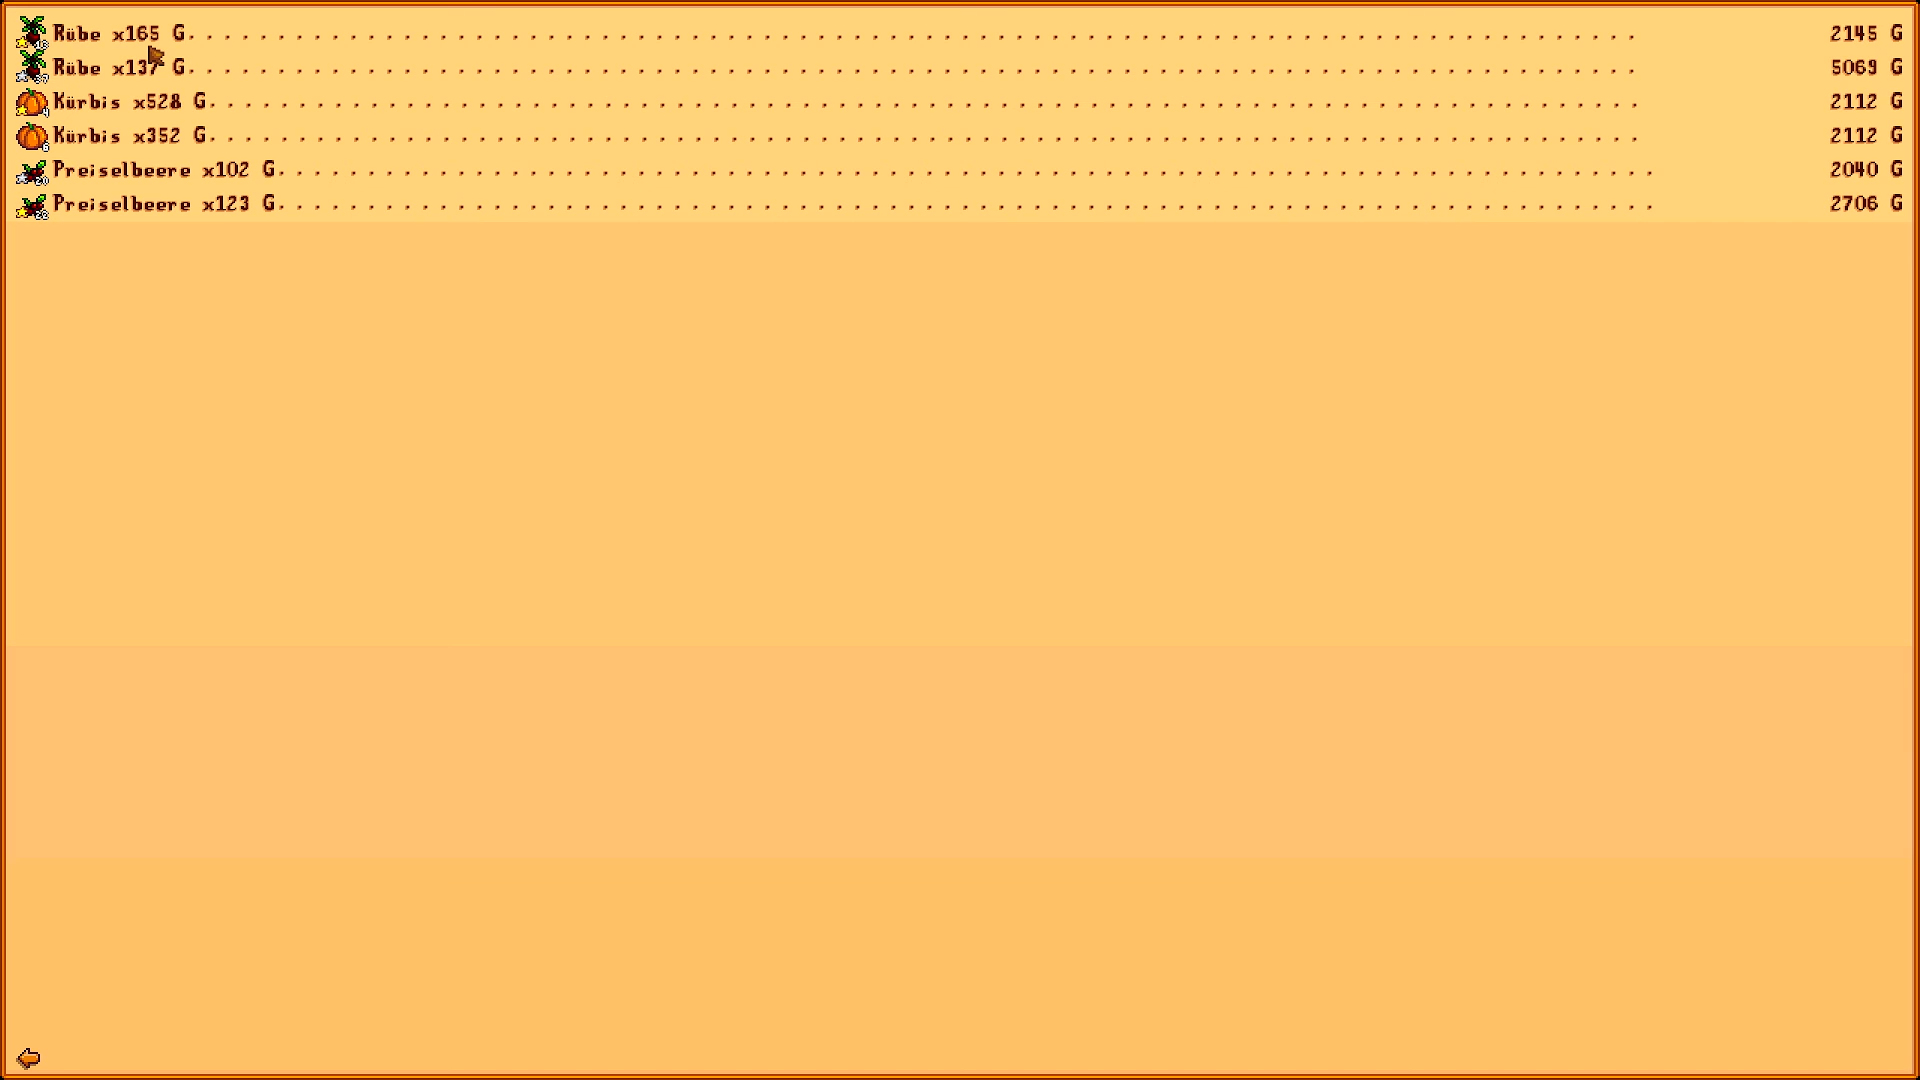 Rübe x165 G. . . . . . . . . . . . . . . . . . . . . . . . . . . . . . . . . . . . . . . . . . . . . . . . . . . . . . . . . . . . . . . . . . . . . . . . . . . . . . . . . 2145 G
Rübe x137 G. . . . . . . . . . . . . . . . . . . . . . . . . . . . . . . . . . . . . . . . . . . . . . . . . . . . . . . . . . . . . . . . . . . . . . . . . . . . . . . . . 5069 G
Kürbis x528 G. . . . . . . . . . . . . . . . . . . . . . . . . . . . . . . . . . . . . . . . . . . . . . . . . . . . . . . . . . . . . . . . . . . . . . . . . . . . . . . . 2112 G
Kürbis x352 G. . . . . . . . . . . . . . . . . . . . . . . . . . . . . . . . . . . . . . . . . . . . . . . . . . . . . . . . . . . . . . . . . . . . . . . . . . . . . . . . 2112 G
Preiselbeere x102 G. . . . . . . . . . . . . . . . . . . . . . . . . . . . . . . . . . . . . . . . . . . . . . . . . . . . . . . . . . . . . . . . . . . . . . . . . . . . . 2040 G
Preiselbeere x123 G. . . . . . . . . . . . . . . . . . . . . . . . . . . . . . . . . . . . . . . . . . . . . . . . . . . . . . . . . . . . . . . . . . . . . . . . . . . . . 2706 G